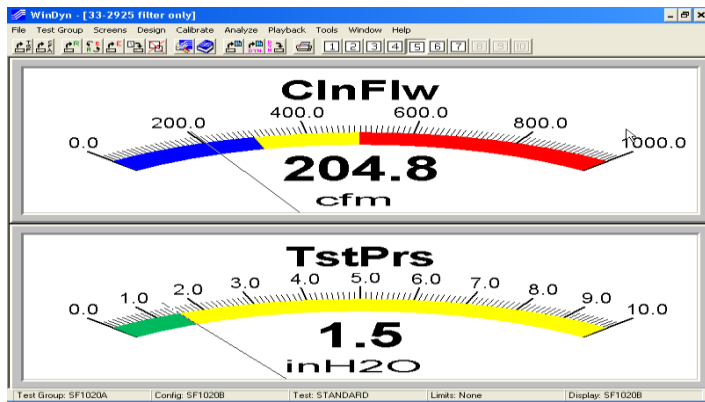 WinDyn - [33-2925 filter only]
File Test Group Screens Design Calibrate Analyze Playback Tools Window Help
1 2 3 4 5 6 7 8 9 10
ClnFlw
0.0 200.0 400.0 600.0 800.0 1000.0
204.8
cfm
TstPrs
0.0 1.0 2.0 3.0 4.0 5.0 6.0 7.0 8.0 9.0 10.0
1.5
inH2O
Test Group: SF1020A Config: SF1020B Test: STANDARD Limits: None Display: SF1020B